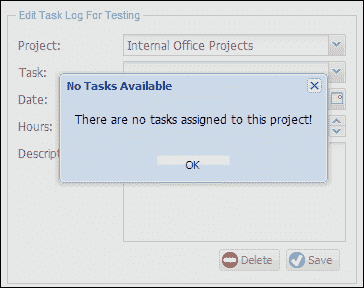 Edit Task Log For Testing
Project: Internal Office Projects
Task:
No Tasks Available
Date:
There are no tasks assigned to this project!
Hours:
Descript
OK
Delete Save